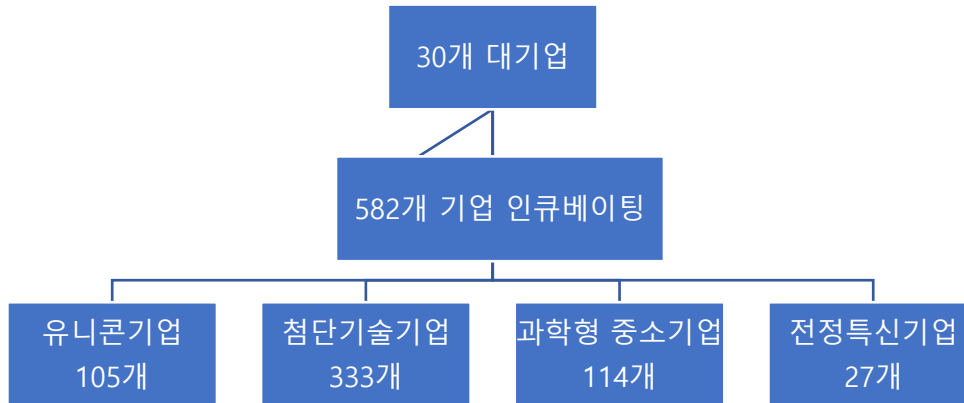 30개 대기업
582개 기업 인큐베이팅
유니콘기업
105개
첨단기술기업
333개
과학형 중소기업
114개
전정특신기업
27개